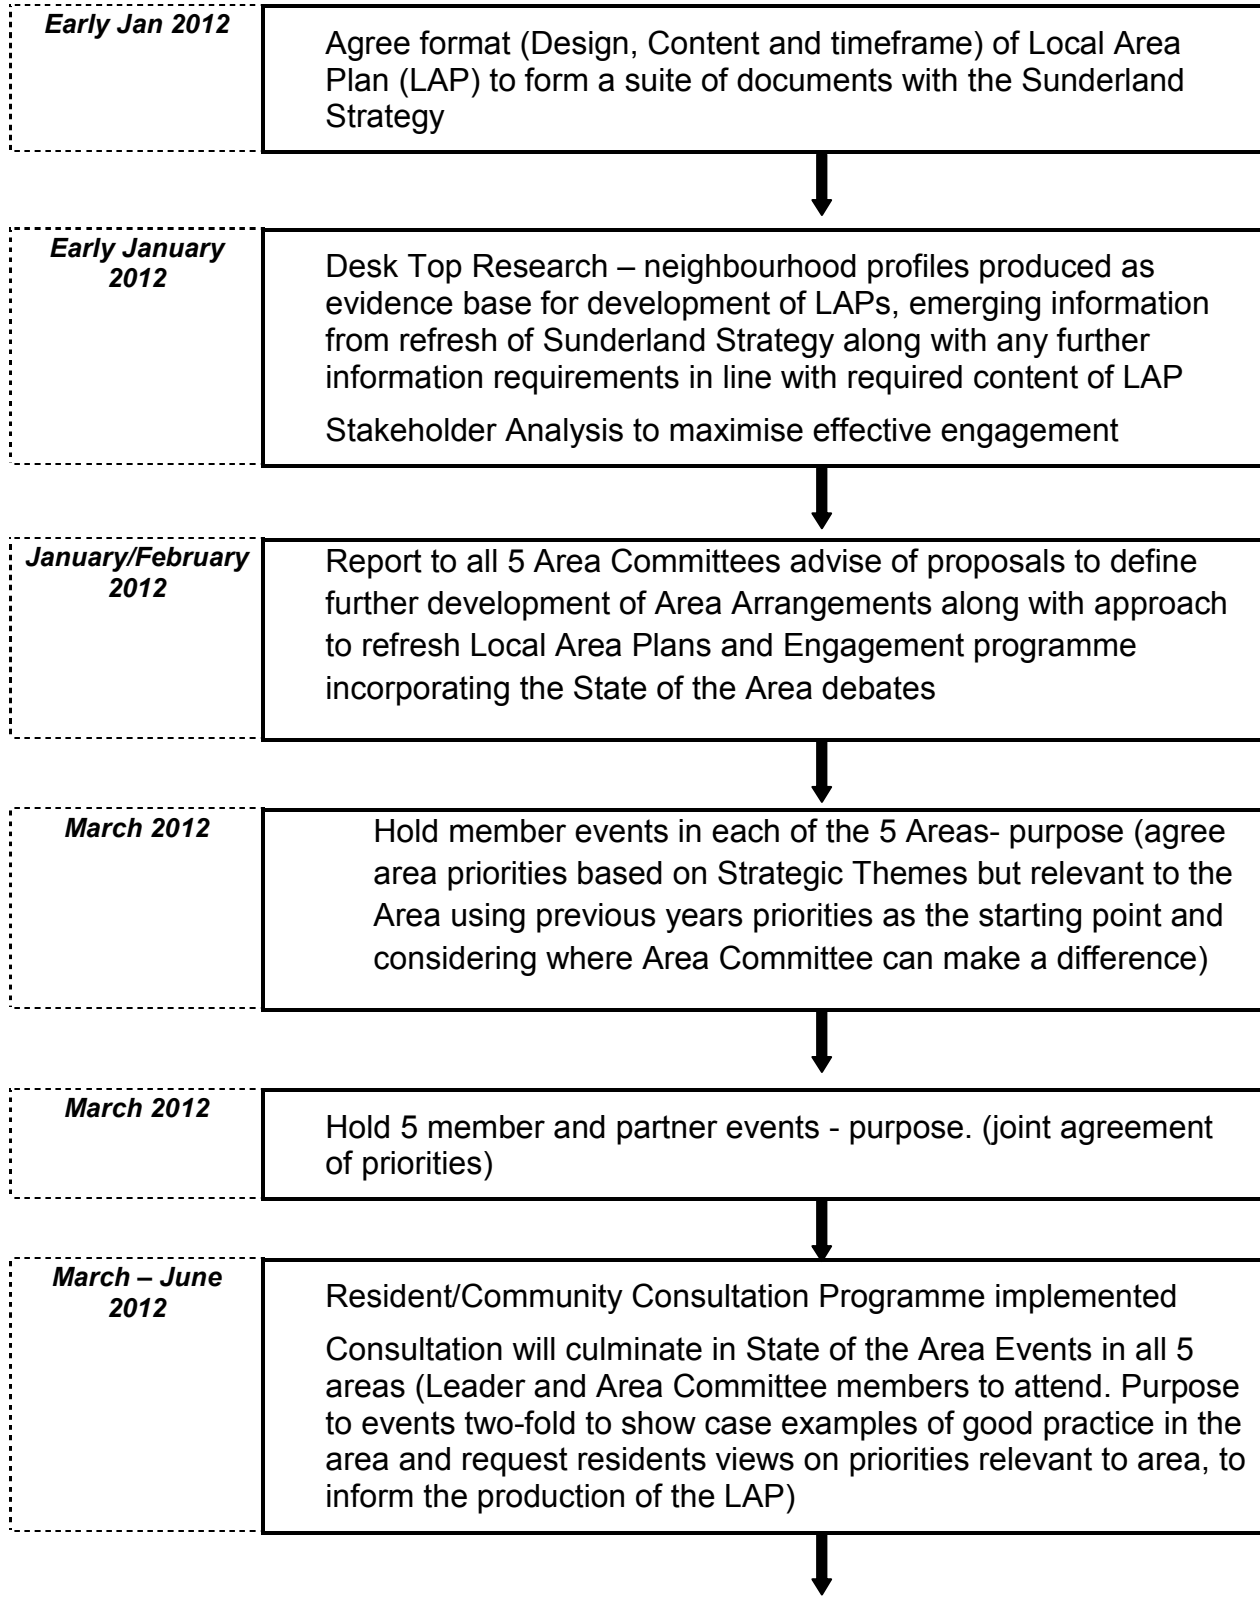 Early Jan 2012
Agree format (Design, Content and timeframe) of Local Area
Plan (LAP) to form a suite of documents with the Sunderland
Strategy
Early January
2012
Desk Top Research – neighbourhood profiles produced as
evidence base for development of LAPs, emerging information
from refresh of Sunderland Strategy along with any further
information requirements in line with required content of LAP
Stakeholder Analysis to maximise effective engagement
January/February
2012
Report to all 5 Area Committees advise of proposals to define
further development of Area Arrangements along with approach
to refresh Local Area Plans and Engagement programme
incorporating the State of the Area debates
March 2012
Hold member events in each of the 5 Areas- purpose (agree
area priorities based on Strategic Themes but relevant to the
Area using previous years priorities as the starting point and
considering where Area Committee can make a difference)
March 2012
Hold 5 member and partner events - purpose. (joint agreement
of priorities)
March – June
2012
Resident/Community Consultation Programme implemented
Consultation will culminate in State of the Area Events in all 5
areas (Leader and Area Committee members to attend. Purpose
to events two-fold to show case examples of good practice in the
area and request residents views on priorities relevant to area, to
inform the production of the LAP)